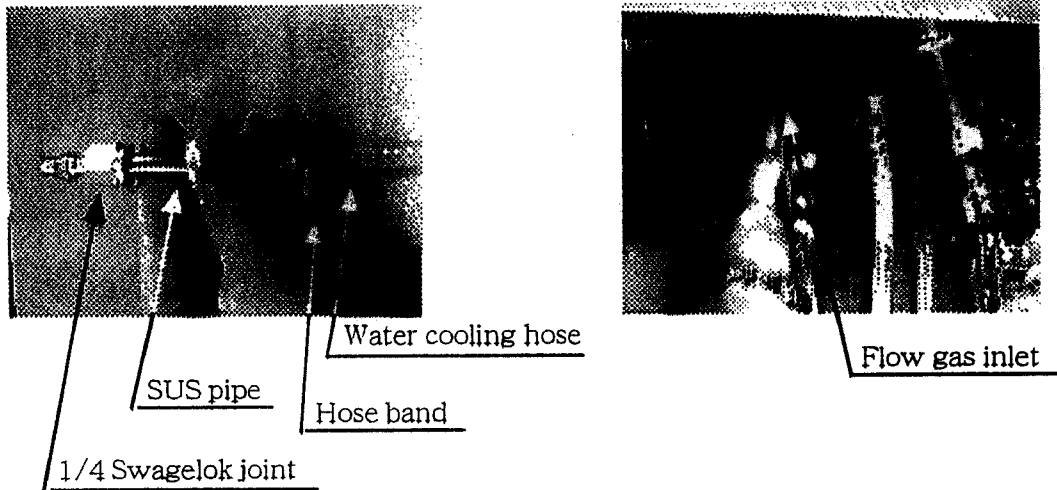 Water cooling hose
Flow gas inlet
SUS pipe
Hose band
1/4 Swagelok joint